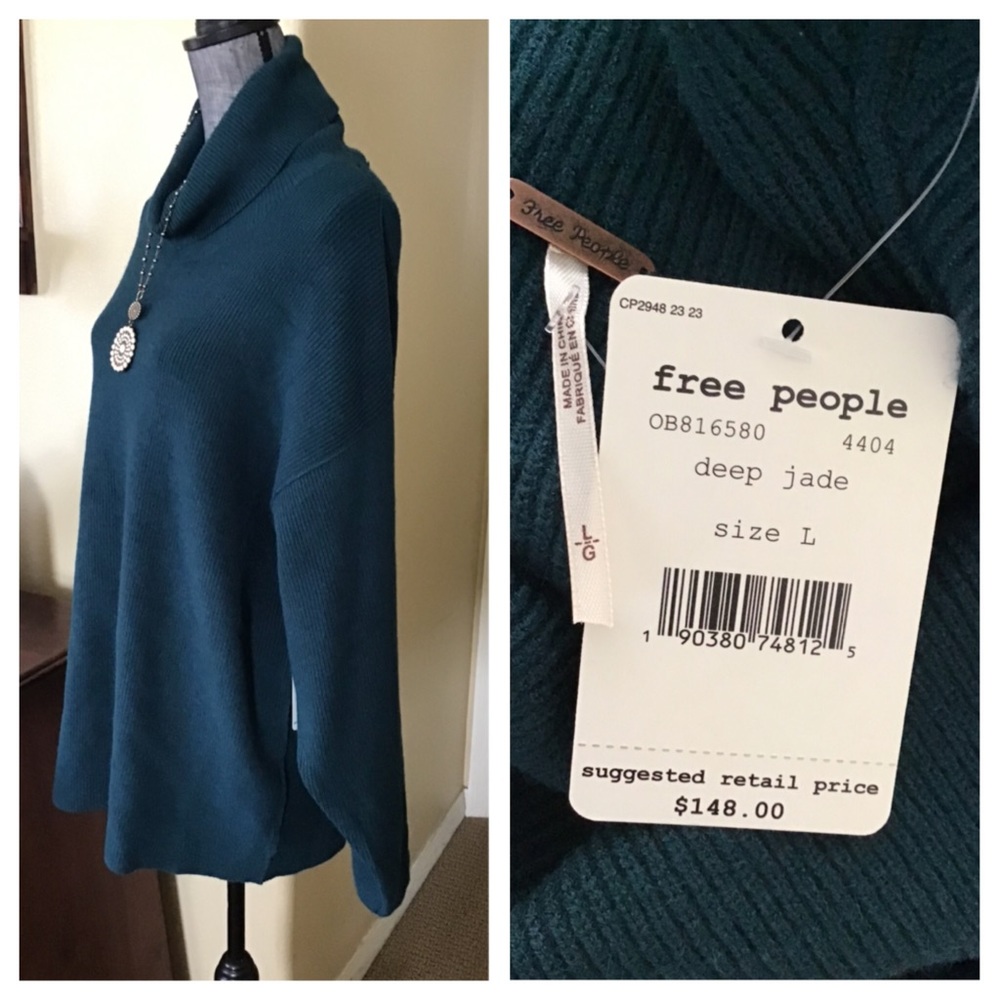 Free People
MADE IN CHINA
FABRIQUÉ EN CHINE
L
G
CP2948 23 23
free people
OB816580 4404
deep jade
size L
1 90380 74812 5
suggested retail price
$148.00